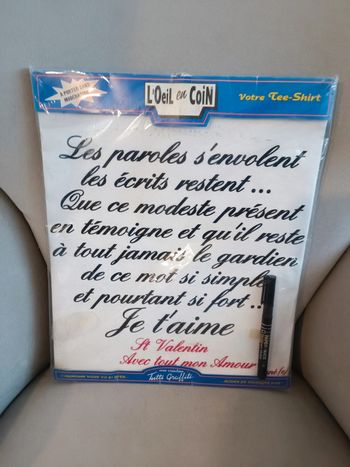 L'OEiL en COiN
Votre Tee-Shirt
Les paroles s'envolent
les écrits restent...
Que ce modeste présent
en témoigne et qu'il reste
à tout jamais le gardien
de ce mot si simple
et pourtant si fort..
Je t'aime
St Valentin
Avec tout mon Amour
Tutti Graffiti